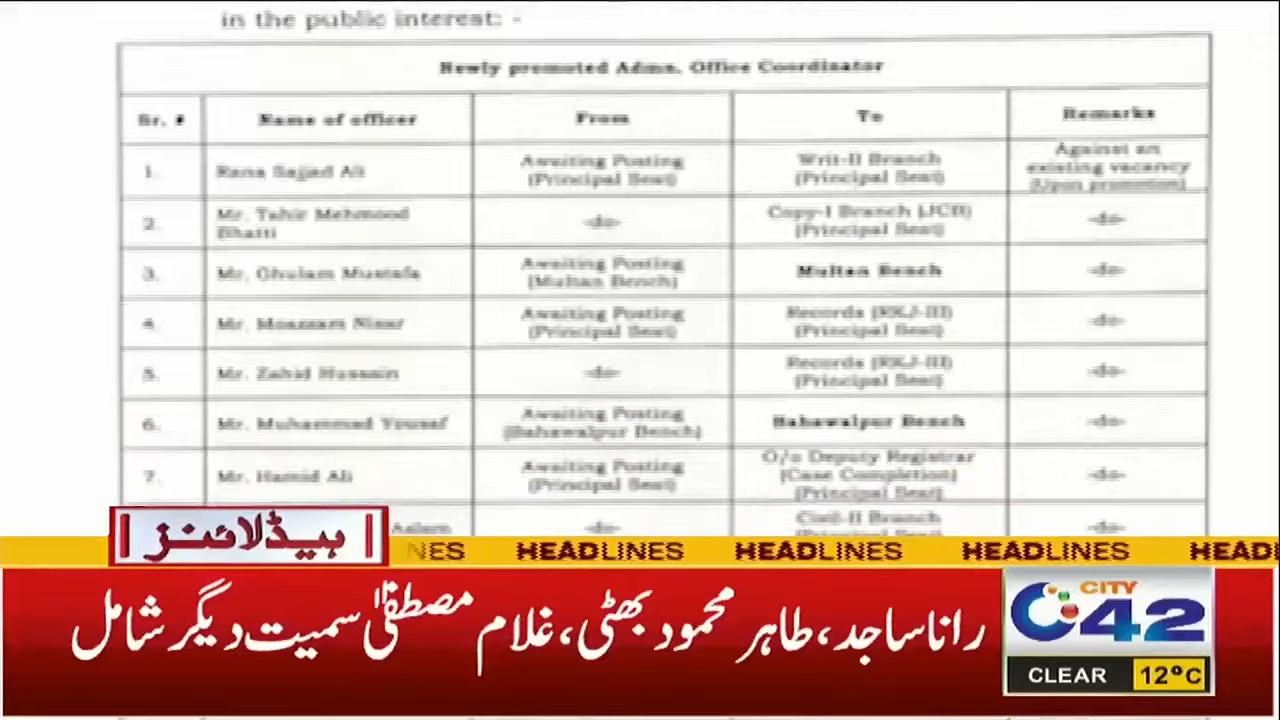 in the public interest: -
Newly promoted Admn. Office Coordinator
Sr. # Name of officer From To Remarks
1. Rana Sajjad Ali Awaiting Posting (Principal Seat) Writ-II Branch (Principal Seat) Against an existing vacancy (Upon promotion)
2. Mr. Tahir Mehmood Bhatti -do- Copy-I Branch (JCB) (Principal Seat) -do-
3. Mr. Ghulam Mustafa Awaiting Posting (Multan Bench) Multan Bench -do-
4. Mr. Moazzam Nisar Awaiting Posting (Principal Seat) Records (RKJ-III) (Principal Seat) -do-
5. Mr. Zahid Hussain -do- Records (RKJ-III) (Principal Seat) -do-
6. Mr. Muhammad Yousaf Awaiting Posting (Bahawalpur Bench) Bahawalpur Bench -do-
7. Mr. Hamid Ali Awaiting Posting (Principal Seat) O/o Deputy Registrar (Case Completion) (Principal Seat) -do-
Aslam -do- Civil-II Branch -do-
ہیڈلائنز
NES HEADLINES HEADLINES HEADLINES HEAD
رانا ساجد، طاہر محمود بھٹی، غلام مصطفیٰ سمیت دیگر شامل
CITY
42
CLEAR 12°C